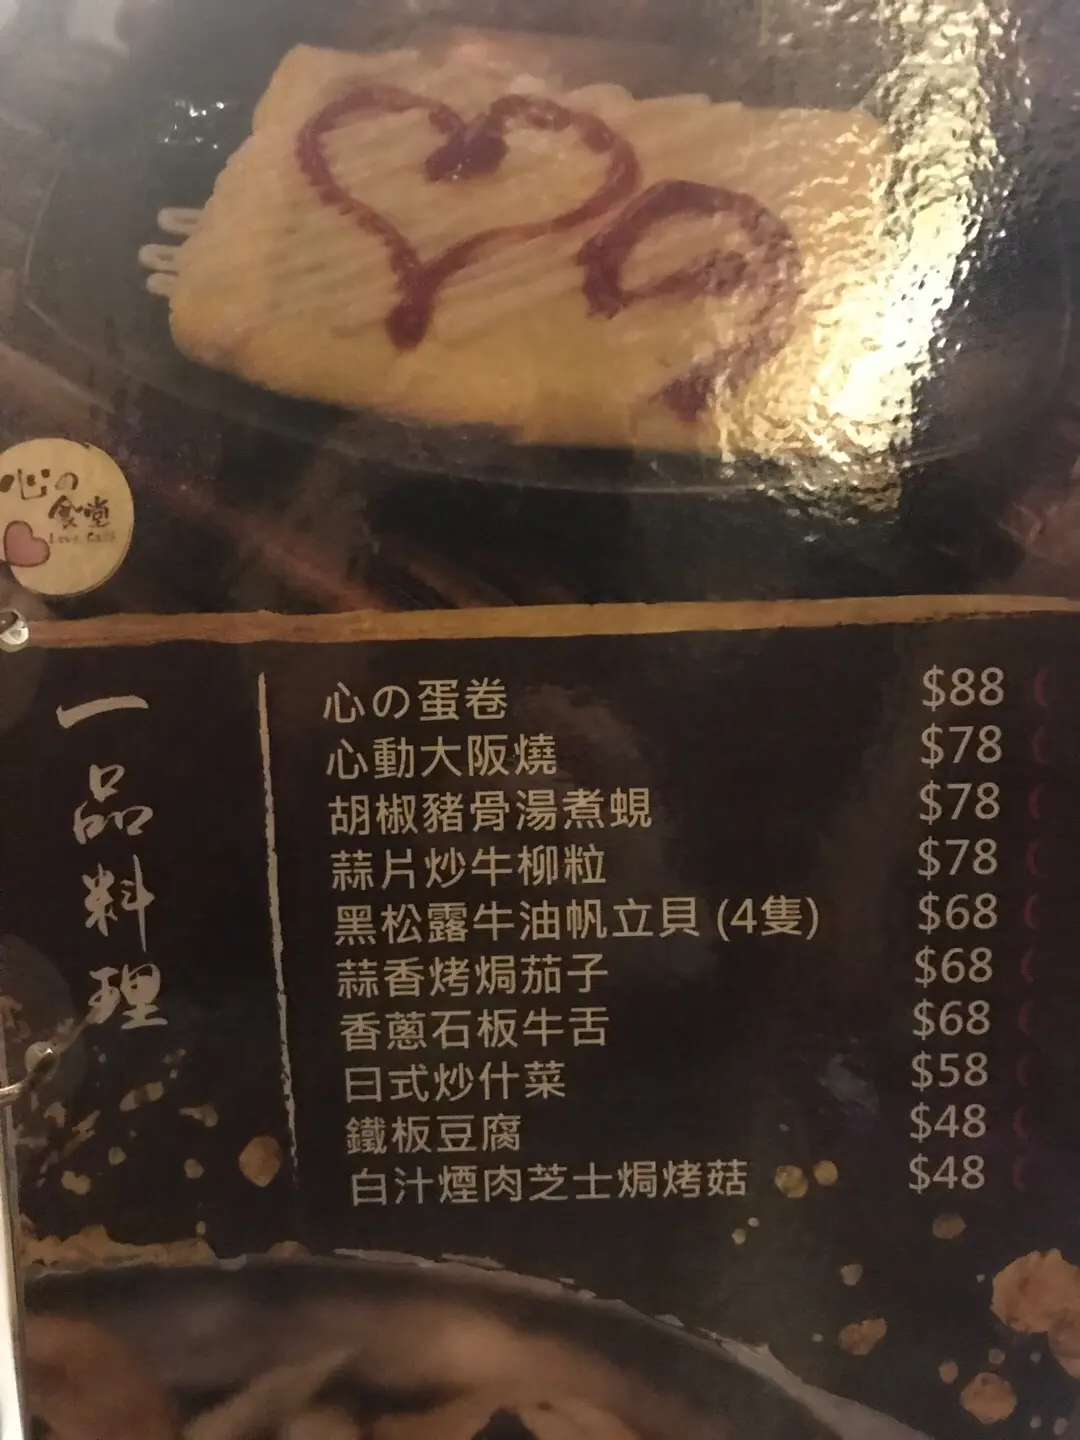 心の
食堂
Love Café
一品料理
心の蛋卷 $88
心動大阪燒 $78
胡椒豬骨湯煮蜆 $78
蒜片炒牛柳粒 $78
黑松露牛油帆立貝 (4隻) $68
蒜香烤焗茄子 $68
香蔥石板牛舌 $68
日式炒什菜 $58
鐵板豆腐 $48
白汁煙肉芝士焗烤菇 $48